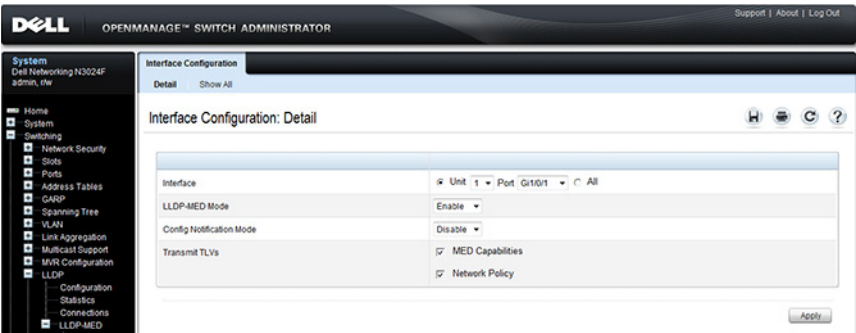 Support | About | Log Out
DELL OPENMANAGE™ SWITCH ADMINISTRATOR
System
Dell Networking N3024F
admin, r/w
Home
System
Switching
Network Security
Slots
Ports
Address Tables
GARP
Spanning Tree
VLAN
Link Aggregation
Multicast Support
MVR Configuration
LLDP
Configuration
Statistics
Connections
LLDP-MED
Interface Configuration
Detail Show All
Interface Configuration: Detail
Interface Unit 1 Port Gi1/0/1 All
LLDP-MED Mode Enable
Config Notification Mode Disable
Transmit TLVs MED Capabilities
Network Policy
Apply